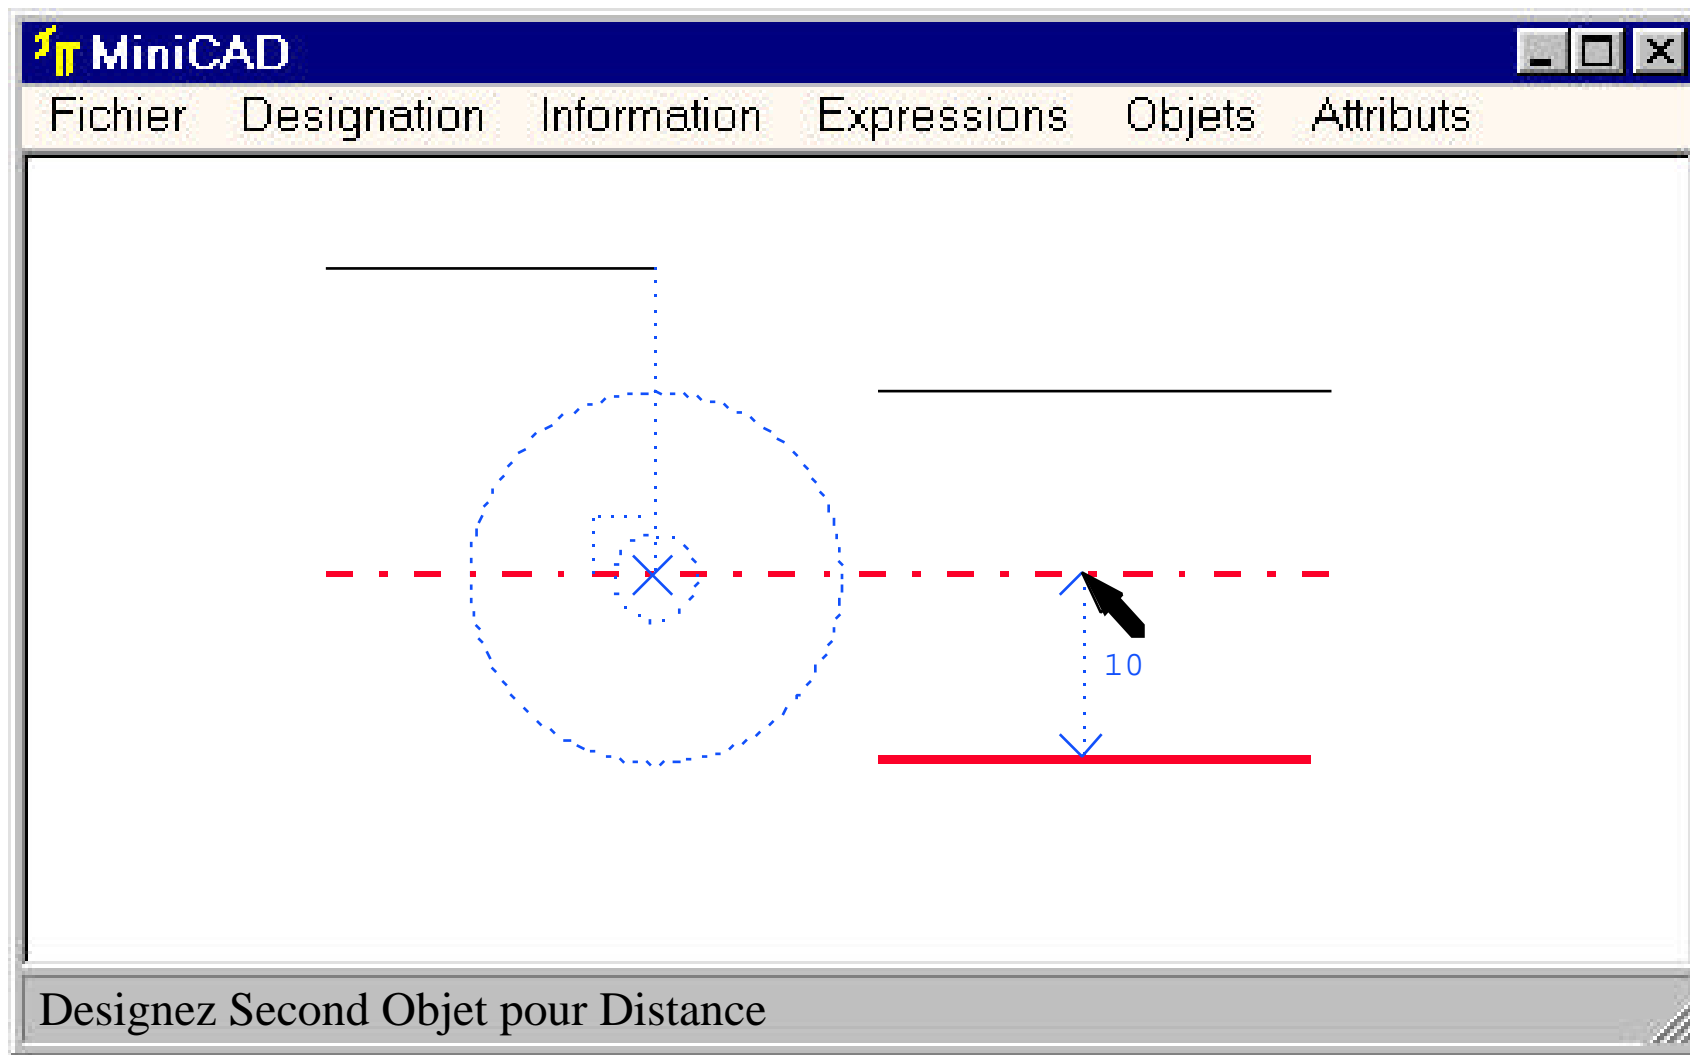 MiniCAD
Fichier Designation Information Expressions Objets Attributs
10
Designez Second Objet pour Distance